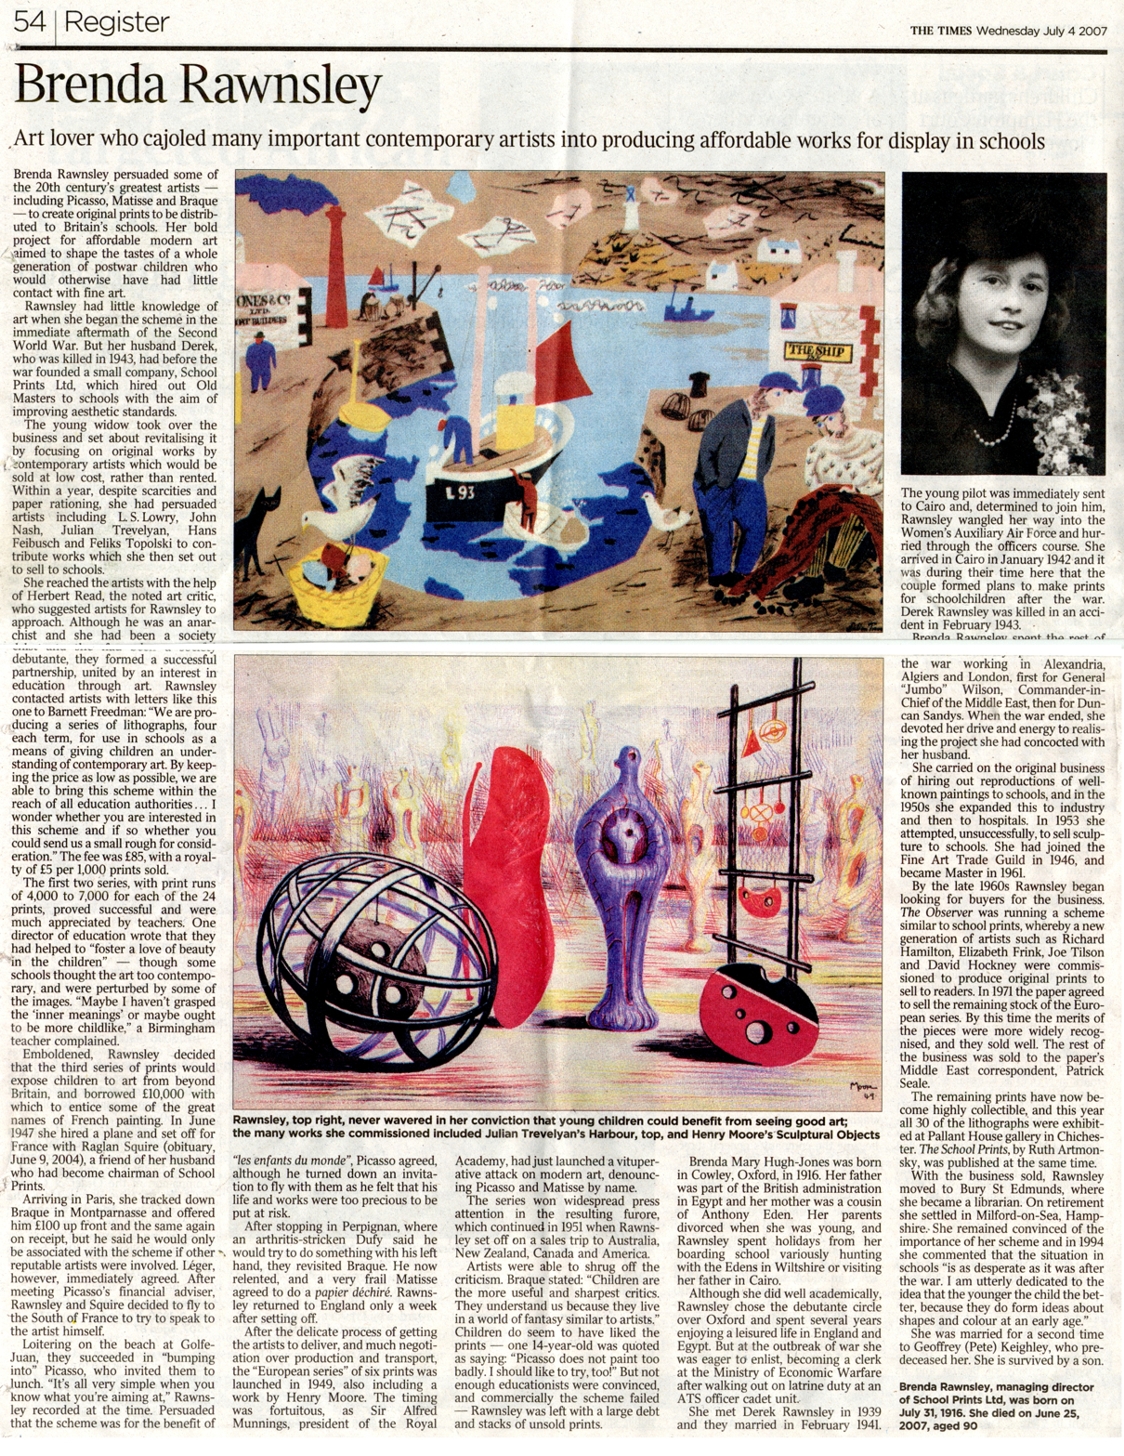 54 | Register
THE TIMES Wednesday July 4 2007
Brenda Rawnsley
Art lover who cajoled many important contemporary artists into producing affordable works for display in schools
Brenda Rawnsley persuaded some of
the 20th century's greatest artists —
including Picasso, Matisse and Braque
— to create original prints to be distrib-
uted to Britain's schools. Her bold
project for affordable modern art
aimed to shape the tastes of a whole
generation of postwar children who
would otherwise have had little
contact with fine art.
Rawnsley had little knowledge of
art when she began the scheme in the
immediate aftermath of the Second
World War. But her husband Derek,
who was killed in 1943, had before the
war founded a small company, School
Prints Ltd, which hired out Old
Masters to schools with the aim of
improving aesthetic standards.
The young widow took over the
business and set about revitalising it
by focusing on original works by
contemporary artists which would be
sold at low cost, rather than rented.
Within a year, despite scarcities and
paper rationing, she had persuaded
artists including L. S. Lowry, John
Nash, Julian Trevelyan, Hans
Feibusch and Feliks Topolski to con-
tribute works which she then set out
to sell to schools.
She reached the artists with the help
of Herbert Read, the noted art critic,
who suggested artists for Rawnsley to
approach. Although he was an anar-
chist and she had been a society
debutante, they formed a successful
partnership, united by an interest in
education through art. Rawnsley
contacted artists with letters like this
one to Barnett Freedman: "We are pro-
ducing a series of lithographs, four
each term, for use in schools as a
means of giving children an under-
standing of contemporary art. By keep-
ing the price as low as possible, we are
able to bring this scheme within the
reach of all education authorities... I
wonder whether you are interested in
this scheme and if so whether you
could send us a small rough for consid-
eration." The fee was £85, with a royal-
ty of £5 per 1,000 prints sold.
The first two series, with print runs
of 4,000 to 7,000 for each of the 24
prints, proved successful and were
much appreciated by teachers. One
director of education wrote that they
had helped to "foster a love of beauty
in the children" — though some
schools thought the art too contempo-
rary, and were perturbed by some of
the images. "Maybe I haven't grasped
the 'inner meanings' or maybe ought
to be more childlike," a Birmingham
teacher complained.
Emboldened, Rawnsley decided
that the third series of prints would
expose children to art from beyond
Britain, and borrowed £10,000 with
which to entice some of the great
names of French painting. In June
1947 she hired a plane and set off for
France with Raglan Squire (obituary,
June 9, 2004), a friend of her husband
who had become chairman of School
Prints.
Arriving in Paris, she tracked down
Braque in Montparnasse and offered
him £100 up front and the same again
on receipt, but he said he would only
be associated with the scheme if other
reputable artists were involved. Léger,
however, immediately agreed. After
meeting Picasso's financial adviser,
Rawnsley and Squire decided to fly to
the South of France to try to speak to
the artist himself.
Loitering on the beach at Golfe-
Juan, they succeeded in "bumping
into" Picasso, who invited them to
lunch. "It's all very simple when you
know what you're aiming at," Rawns-
ley recorded at the time. Persuaded
that the scheme was for the benefit of
ONES & Co
LTD
THE SHIP
L 93
Moore
49
Rawnsley, top right, never wavered in her conviction that young children could benefit from seeing good art;
the many works she commissioned included Julian Trevelyan's Harbour, top, and Henry Moore's Sculptural Objects
"les enfants du monde", Picasso agreed,
although he turned down an invita-
tion to fly with them as he felt that his
life and works were too precious to be
put at risk.
After stopping in Perpignan, where
an arthritis-stricken Dufy said he
would try to do something with his left
hand, they revisited Braque. He now
relented, and a very frail Matisse
agreed to do a papier déchiré. Rawns-
ley returned to England only a week
after setting off.
After the delicate process of getting
the artists to deliver, and much negoti-
ation over production and transport,
the "European series" of six prints was
launched in 1949, also including a
work by Henry Moore. The timing
was fortuitous, as Sir Alfred
Munnings, president of the Royal
Academy, had just launched a vituper-
ative attack on modern art, denounc-
ing Picasso and Matisse by name.
The series won widespread press
attention in the resulting furore,
which continued in 1951 when Rawns-
ley set off on a sales trip to Australia,
New Zealand, Canada and America.
Artists were able to shrug off the
criticism. Braque stated: "Children are
the more useful and sharpest critics.
They understand us because they live
in a world of fantasy similar to artists."
Children do seem to have liked the
prints — one 14-year-old was quoted
as saying: "Picasso does not paint too
badly. I should like to try, too!" But not
enough educationists were convinced,
and commercially the scheme failed
— Rawnsley was left with a large debt
and stacks of unsold prints.
Brenda Mary Hugh-Jones was born
in Cowley, Oxford, in 1916. Her father
was part of the British administration
in Egypt and her mother was a cousin
of Anthony Eden. Her parents
divorced when she was young, and
Rawnsley spent holidays from her
boarding school variously hunting
with the Edens in Wiltshire or visiting
her father in Cairo.
Although she did well academically,
Rawnsley chose the debutante circle
over Oxford and spent several years
enjoying a leisured life in England and
Egypt. But at the outbreak of war she
was eager to enlist, becoming a clerk
at the Ministry of Economic Warfare
after walking out on latrine duty at an
ATS officer cadet unit.
She met Derek Rawnsley in 1939
and they married in February 1941.
The young pilot was immediately sent
to Cairo and, determined to join him,
Rawnsley wangled her way into the
Women's Auxiliary Air Force and hur-
ried through the officers course. She
arrived in Cairo in January 1942 and it
was during their time here that the
couple formed plans to make prints
for schoolchildren after the war.
Derek Rawnsley was killed in an acci-
dent in February 1943.
Brenda Rawnsley spent the rest of
the war working in Alexandria,
Algiers and London, first for General
"Jumbo" Wilson, Commander-in-
Chief of the Middle East, then for Dun-
can Sandys. When the war ended, she
devoted her drive and energy to realis-
ing the project she had concocted with
her husband.
She carried on the original business
of hiring out reproductions of well-
known paintings to schools, and in the
1950s she expanded this to industry
and then to hospitals. In 1953 she
attempted, unsuccessfully, to sell sculp-
ture to schools. She had joined the
Fine Art Trade Guild in 1946, and
became Master in 1961.
By the late 1960s Rawnsley began
looking for buyers for the business.
The Observer was running a scheme
similar to school prints, whereby a new
generation of artists such as Richard
Hamilton, Elizabeth Frink, Joe Tilson
and David Hockney were commis-
sioned to produce original prints to
sell to readers. In 1971 the paper agreed
to sell the remaining stock of the Euro-
pean series. By this time the merits of
the pieces were more widely recog-
nised, and they sold well. The rest of
the business was sold to the paper's
Middle East correspondent, Patrick
Seale.
The remaining prints have now be-
come highly collectible, and this year
all 30 of the lithographs were exhibit-
ed at Pallant House gallery in Chiches-
ter. The School Prints, by Ruth Artmon-
sky, was published at the same time.
With the business sold, Rawnsley
moved to Bury St Edmunds, where
she became a librarian. On retirement
she settled in Milford-on-Sea, Hamp-
shire. She remained convinced of the
importance of her scheme and in 1994
she commented that the situation in
schools "is as desperate as it was after
the war. I am utterly dedicated to the
idea that the younger the child the bet-
ter, because they do form ideas about
shapes and colour at an early age."
She was married for a second time
to Geoffrey (Pete) Keighley, who pre-
deceased her. She is survived by a son.
Brenda Rawnsley, managing director
of School Prints Ltd, was born on
July 31, 1916. She died on June 25,
2007, aged 90